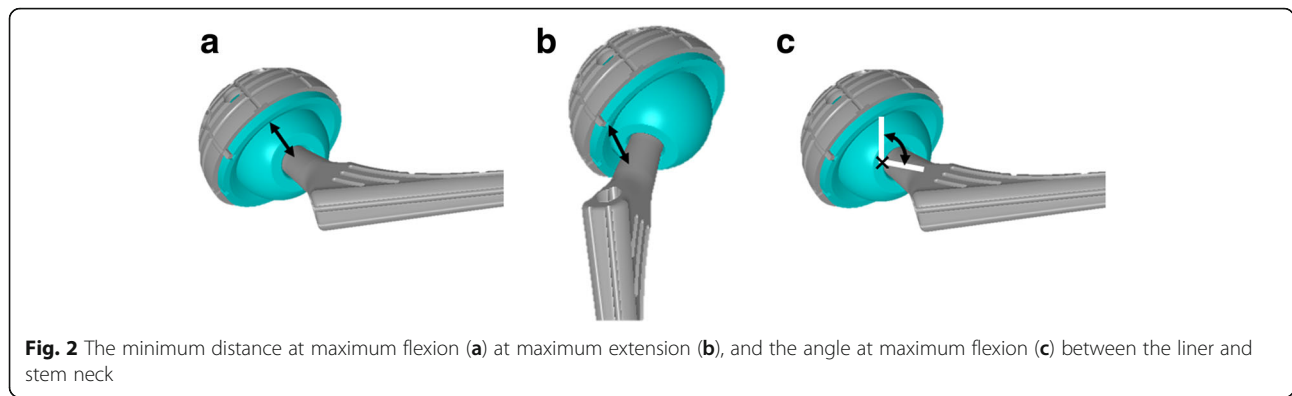 a b c
Fig. 2 The minimum distance at maximum flexion (a) at maximum extension (b), and the angle at maximum flexion (c) between the liner and
stem neck